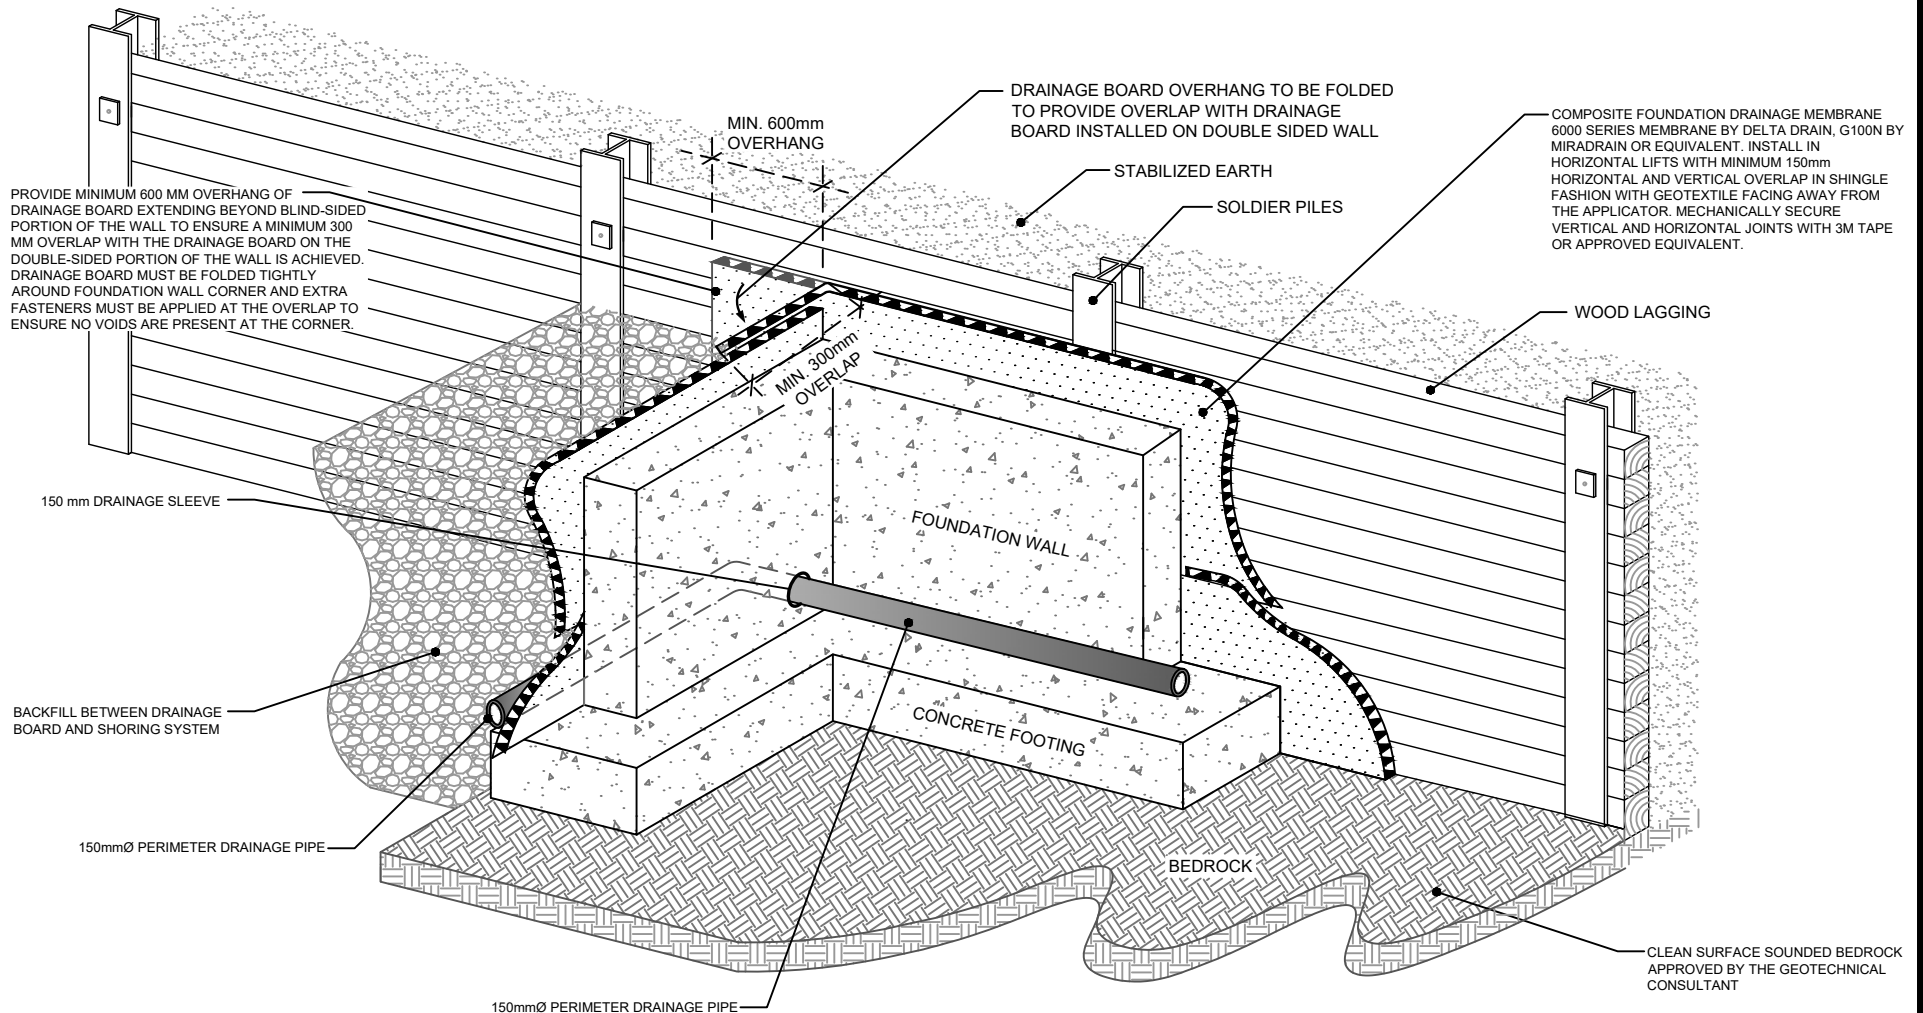 DRAINAGE BOARD OVERHANG TO BE FOLDED
TO PROVIDE OVERLAP WITH DRAINAGE
BOARD INSTALLED ON DOUBLE SIDED WALL
MIN. 600mm
OVERHANG
COMPOSITE FOUNDATION DRAINAGE MEMBRANE
6000 SERIES MEMBRANE BY DELTA DRAIN, G100N BY
MIRADRAIN OR EQUIVALENT. INSTALL IN
HORIZONTAL LIFTS WITH MINIMUM 150mm
HORIZONTAL AND VERTICAL OVERLAP IN SHINGLE
FASHION WITH GEOTEXTILE FACING AWAY FROM
THE APPLICATOR. MECHANICALLY SECURE
VERTICAL AND HORIZONTAL JOINTS WITH 3M TAPE
OR APPROVED EQUIVALENT.
STABILIZED EARTH
SOLDIER PILES
PROVIDE MINIMUM 600 MM OVERHANG OF
DRAINAGE BOARD EXTENDING BEYOND BLIND-SIDED
PORTION OF THE WALL TO ENSURE A MINIMUM 300
MM OVERLAP WITH THE DRAINAGE BOARD ON THE
DOUBLE-SIDED PORTION OF THE WALL IS ACHIEVED.
DRAINAGE BOARD MUST BE FOLDED TIGHTLY
AROUND FOUNDATION WALL CORNER AND EXTRA
FASTENERS MUST BE APPLIED AT THE OVERLAP TO
ENSURE NO VOIDS ARE PRESENT AT THE CORNER.
WOOD LAGGING
MIN. 300mm
OVERLAP
150 mm DRAINAGE SLEEVE
FOUNDATION WALL
BACKFILL BETWEEN DRAINAGE
BOARD AND SHORING SYSTEM
CONCRETE FOOTING
150mmØ PERIMETER DRAINAGE PIPE
BEDROCK
CLEAN SURFACE SOUNDED BEDROCK
APPROVED BY THE GEOTECHNICAL
CONSULTANT
150mmØ PERIMETER DRAINAGE PIPE